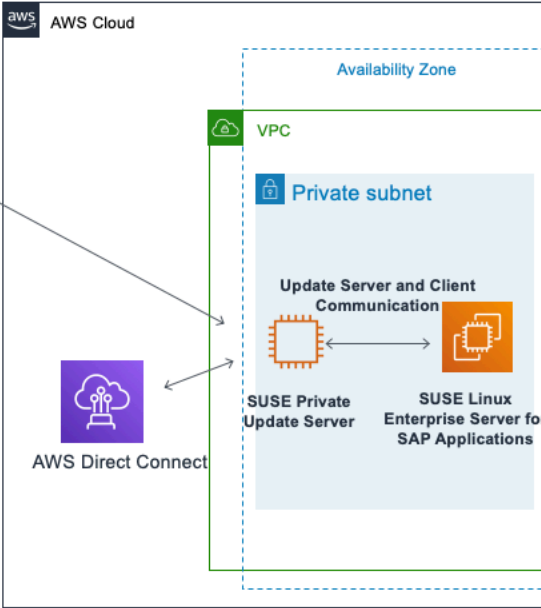 aws
AWS Cloud
Availability Zone
VPC
Private subnet
Update Server and Client
Communication
SUSE Private
Update Server
SUSE Linux
Enterprise Server fo
SAP Applications
AWS Direct Connect